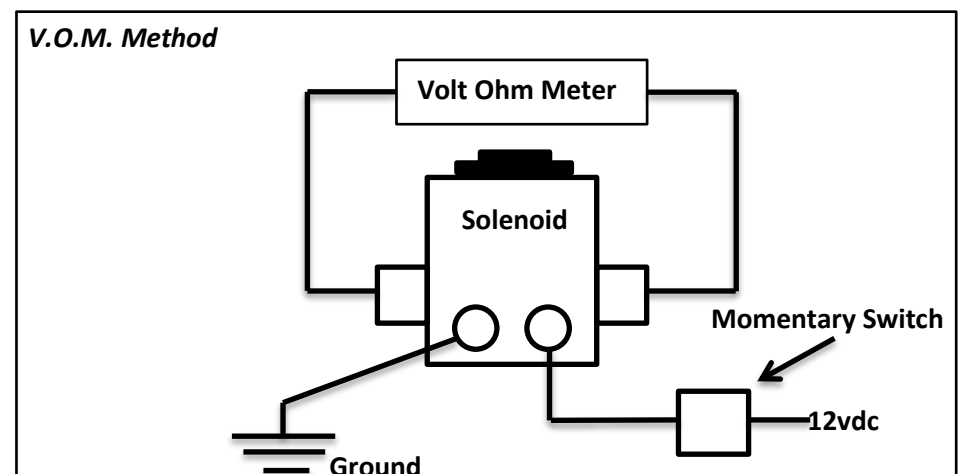 V.O.M. Method
Volt Ohm Meter
Solenoid
Momentary Switch
12vdc
Ground